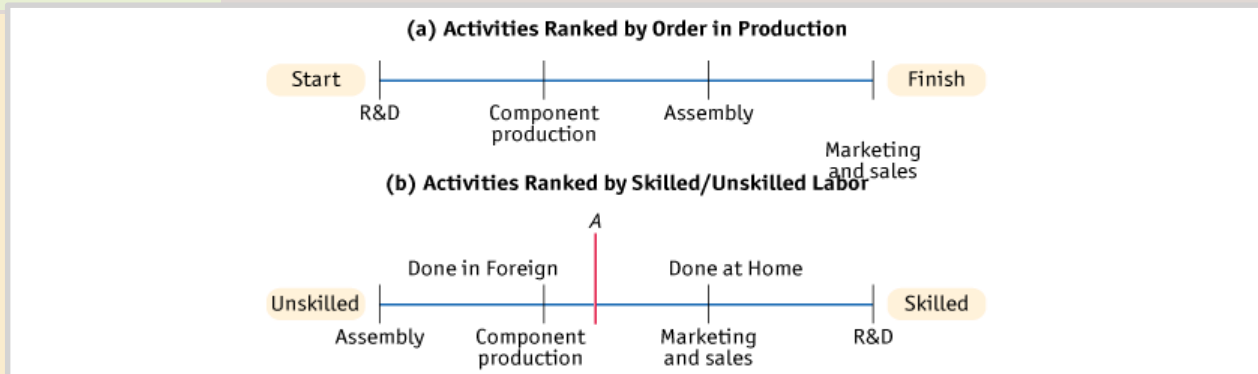 (a) Activities Ranked by Order in Production
Start
Finish
R&D
Component
production
Assembly
Marketing
and sales
(b) Activities Ranked by Skilled/Unskilled Labor
A
Done in Foreign
Done at Home
Unskilled
Skilled
Assembly
Component
production
Marketing
and sales
R&D